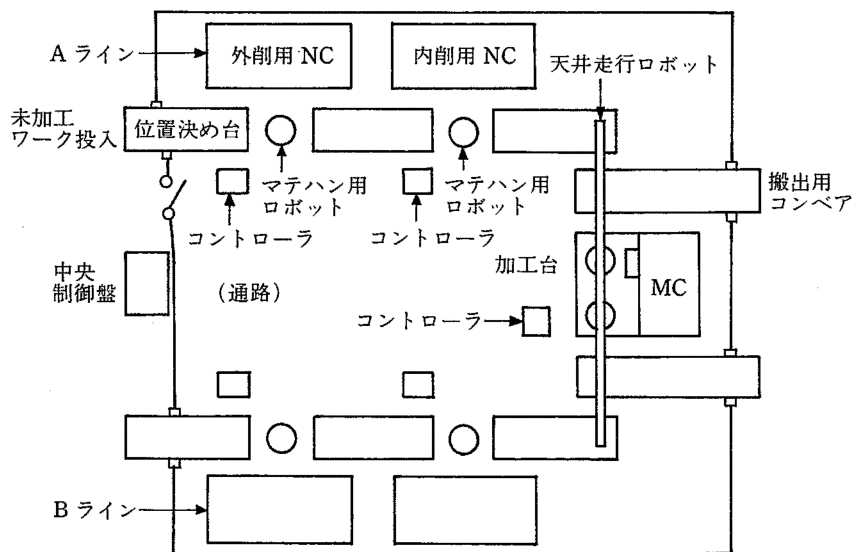 A ライン
外削用 NC
内削用 NC
天井走行ロボット
未加工
ワーク投入
位置決め台
マテハン用
ロボット
マテハン用
ロボット
搬出用
コンベア
コントローラ
コントローラ
中央
制御盤
(通路)
加工台
MC
コントローラ
B ライン